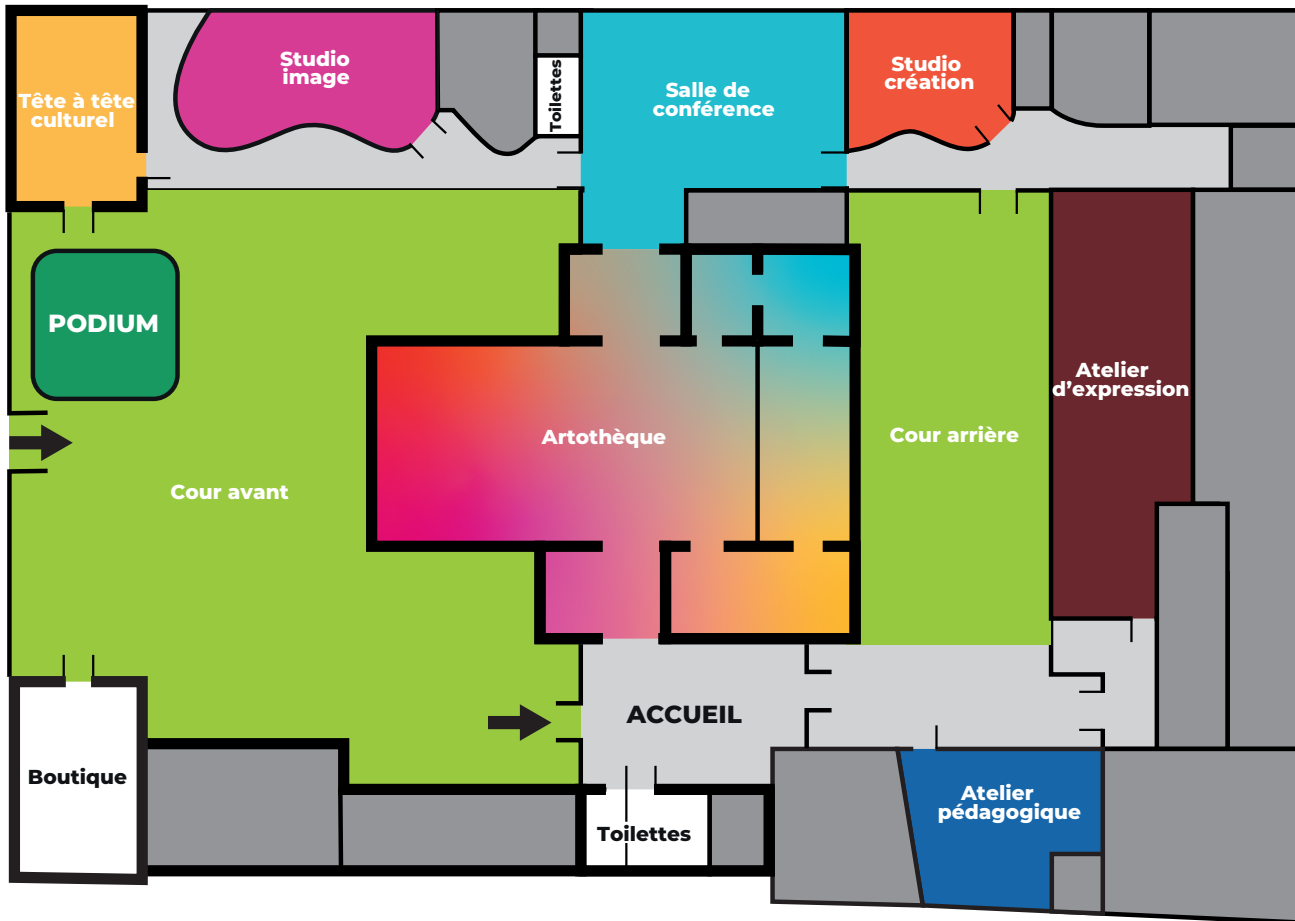 Tête à tête
culturel
Studio
image
Toilettes
Salle de
conférence
Studio
création
PODIUM
Atelier
d’expression
Artothèque
Cour arrière
Cour avant
ACCUEIL
Boutique
Toilettes
Atelier
pédagogique